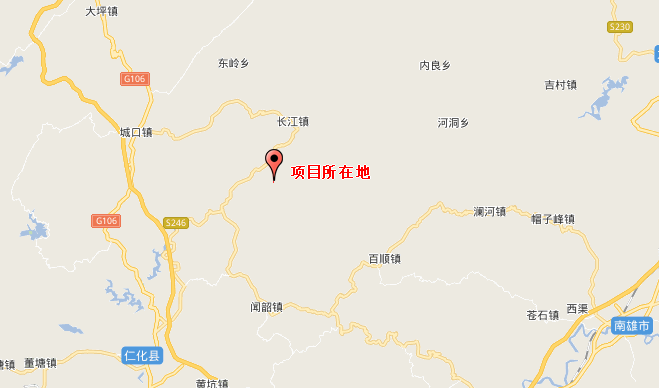 大坪镇
S230
东岭乡
内良乡
G106
吉村镇
长江镇
河洞乡
城口镇
项目所在地
澜河镇
G106
S246
帽子峰镇
百顺镇
闻韶镇
西渠
苍石镇
南雄市
仁化县
董塘镇
黄坑镇